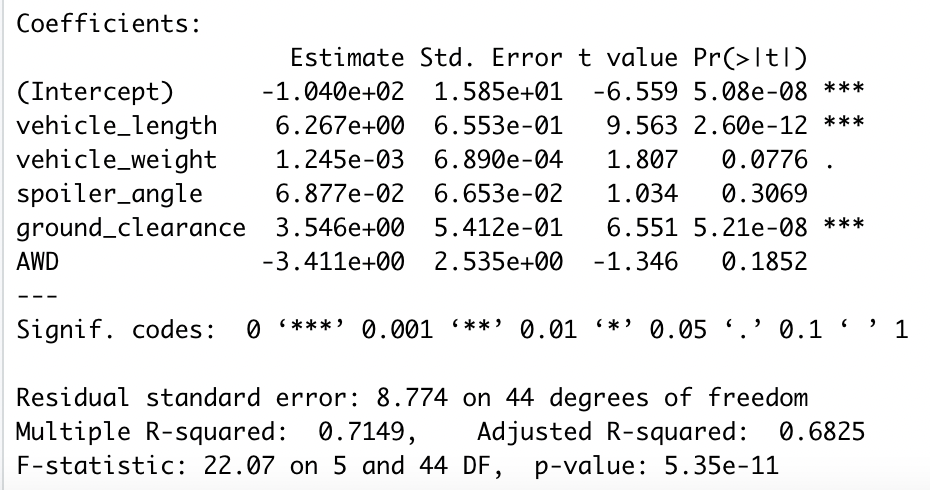 Coefficients:
Estimate Std. Error t value Pr(>|t|)
(Intercept) -1.040e+02 1.585e+01 -6.559 5.08e-08 ***
vehicle_length 6.267e+00 6.553e-01 9.563 2.60e-12 ***
vehicle_weight 1.245e-03 6.890e-04 1.807 0.0776 .
spoiler_angle 6.877e-02 6.653e-02 1.034 0.3069
ground_clearance 3.546e+00 5.412e-01 6.551 5.21e-08 ***
AWD -3.411e+00 2.535e+00 -1.346 0.1852
---
Signif. codes: 0 ‘***’ 0.001 ‘**’ 0.01 ‘*’ 0.05 ‘.’ 0.1 ‘ ’ 1
Residual standard error: 8.774 on 44 degrees of freedom
Multiple R-squared: 0.7149, Adjusted R-squared: 0.6825
F-statistic: 22.07 on 5 and 44 DF, p-value: 5.35e-11